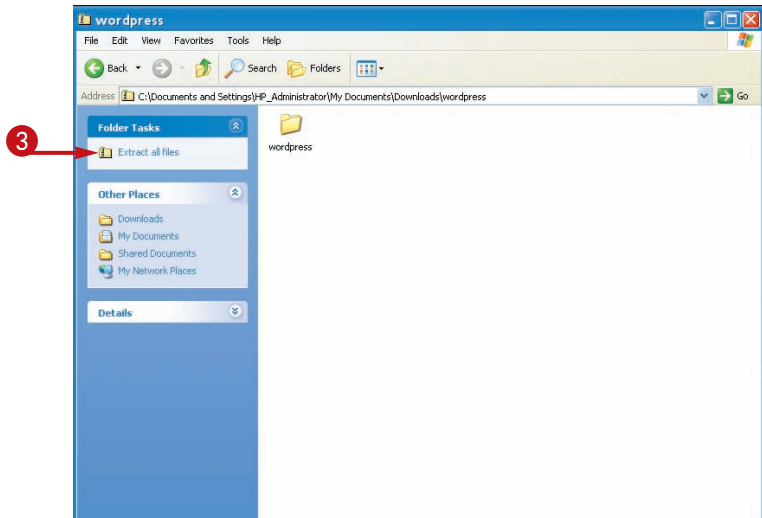 wordpress
File Edit View Favorites Tools Help
Back Search Folders
Address C:\Documents and Settings\HP_Administrator\My Documents\Downloads\wordpress Go
Folder Tasks
3 Extract all files
wordpress
Other Places
Downloads
My Documents
Shared Documents
My Network Places
Details